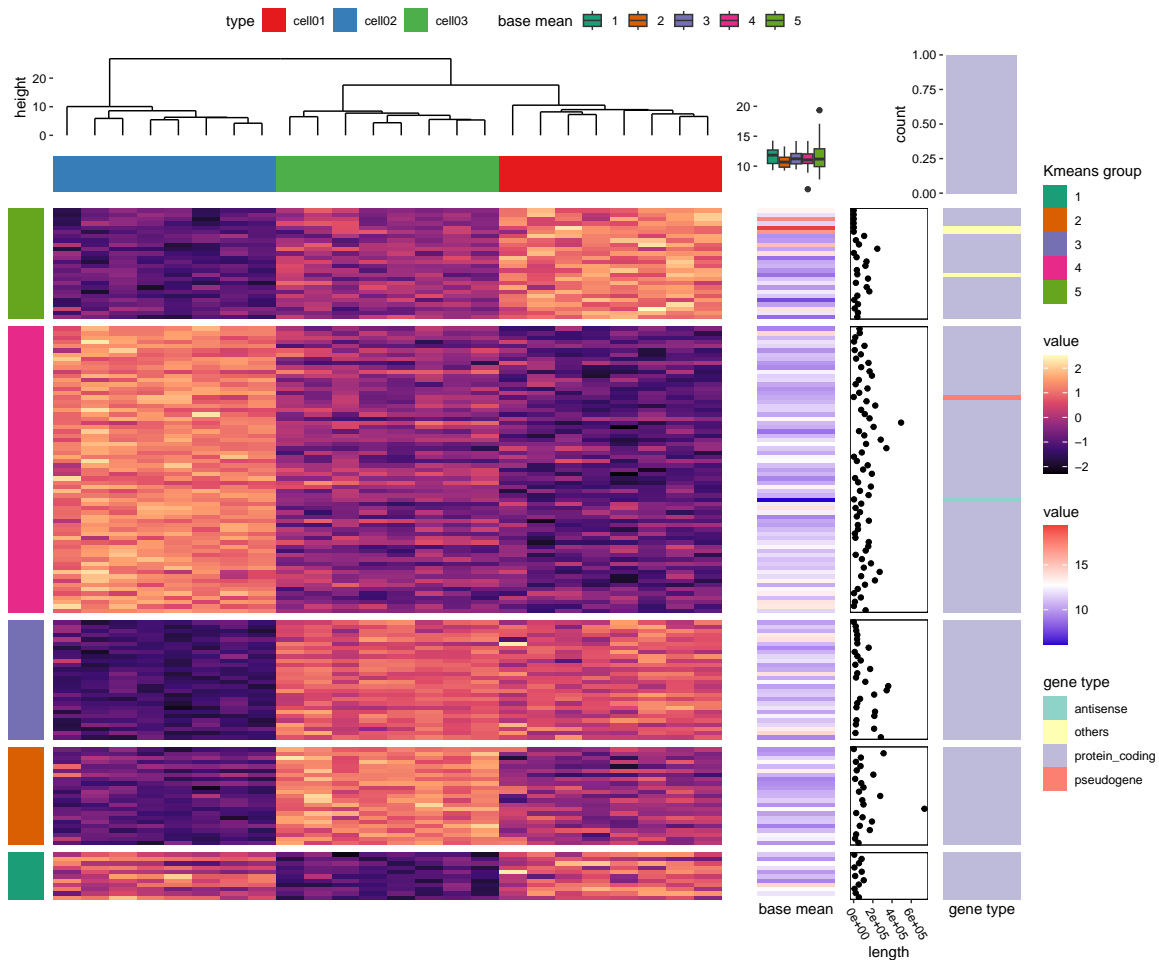 type cell01 cell02 cell03 base mean 1 2 3 4 5
height
20
10
0
20
15
10
count
1.00
0.75
0.50
0.25
0.00
Kmeans group
1
2
3
4
5
value
2
1
0
−1
−2
value
15
10
gene type
antisense
others
protein_coding
pseudogene
base mean
0e+00
2e+05
4e+05
6e+05
length
gene type